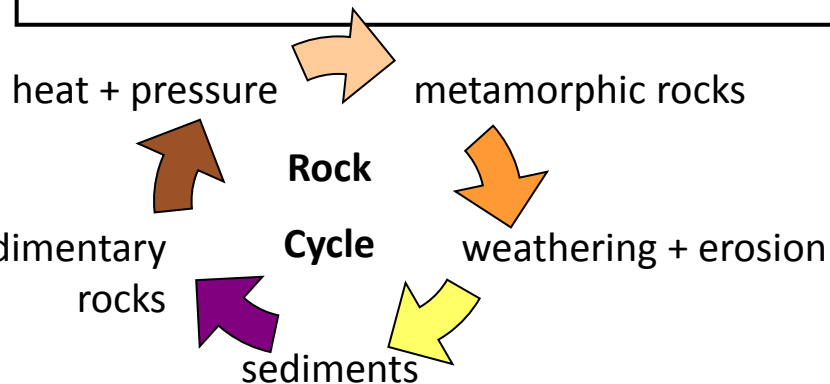 heat + pressure
metamorphic rocks
Rock
Cycle
dimentary
rocks
weathering + erosion
sediments